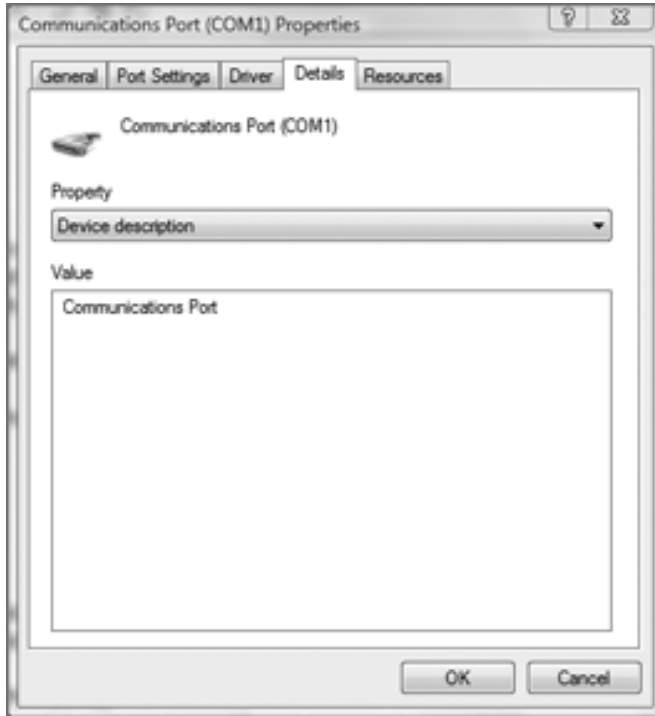 Communications Port (COM1) Properties
General Port Settings Driver Details Resources
Communications Port (COM1)
Property
Device description
Value
Communications Port
OK Cancel